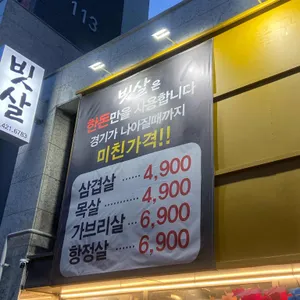 113
빗살
421.6783
빗살은
한돈만을 사용합니다
경기가 나아질때까지
미친가격!!
삼겹살 ······ 4,900
목살 ········ 4,900
가브리살 ···· 6,900
항정살 ······ 6,900